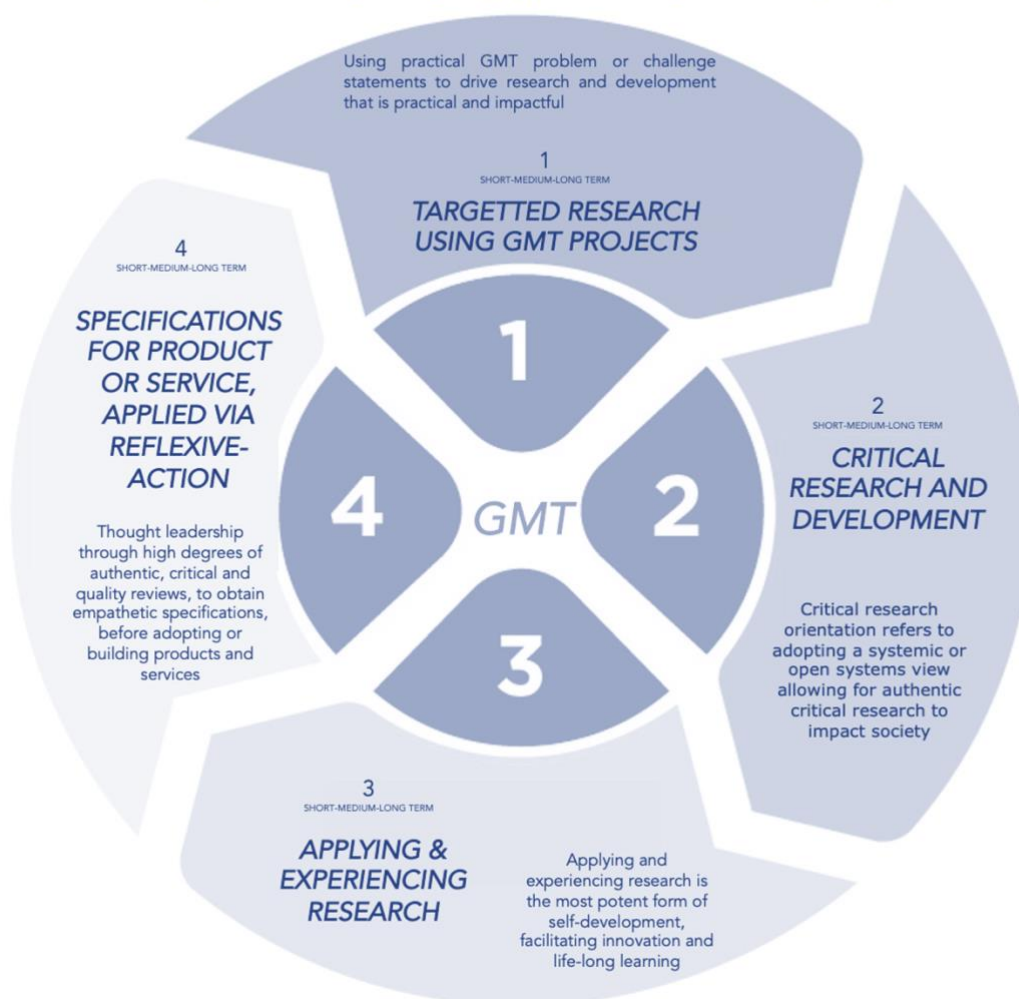 Using practical GMT problem or challenge
statements to drive research and development
that is practical and impactful
1
SHORT-MEDIUM-LONG TERM
TARGETTED RESEARCH
USING GMT PROJECTS
2
SHORT-MEDIUM-LONG TERM
CRITICAL
RESEARCH AND
DEVELOPMENT
Critical research
orientation refers to
adopting a systemic or
open systems view
allowing for authentic
critical research to
impact society
3
SHORT-MEDIUM-LONG TERM
APPLYING &
EXPERIENCING
RESEARCH
Applying and
experiencing research is
the most potent form of
self-development,
facilitating innovation and
life-long learning
4
SHORT-MEDIUM-LONG TERM
SPECIFICATIONS
FOR PRODUCT
OR SERVICE,
APPLIED VIA
REFLEXIVE-
ACTION
Thought leadership
through high degrees of
authentic, critical and
quality reviews, to obtain
empathetic specifications,
before adopting or
building products and
services
1
2
3
4
GMT